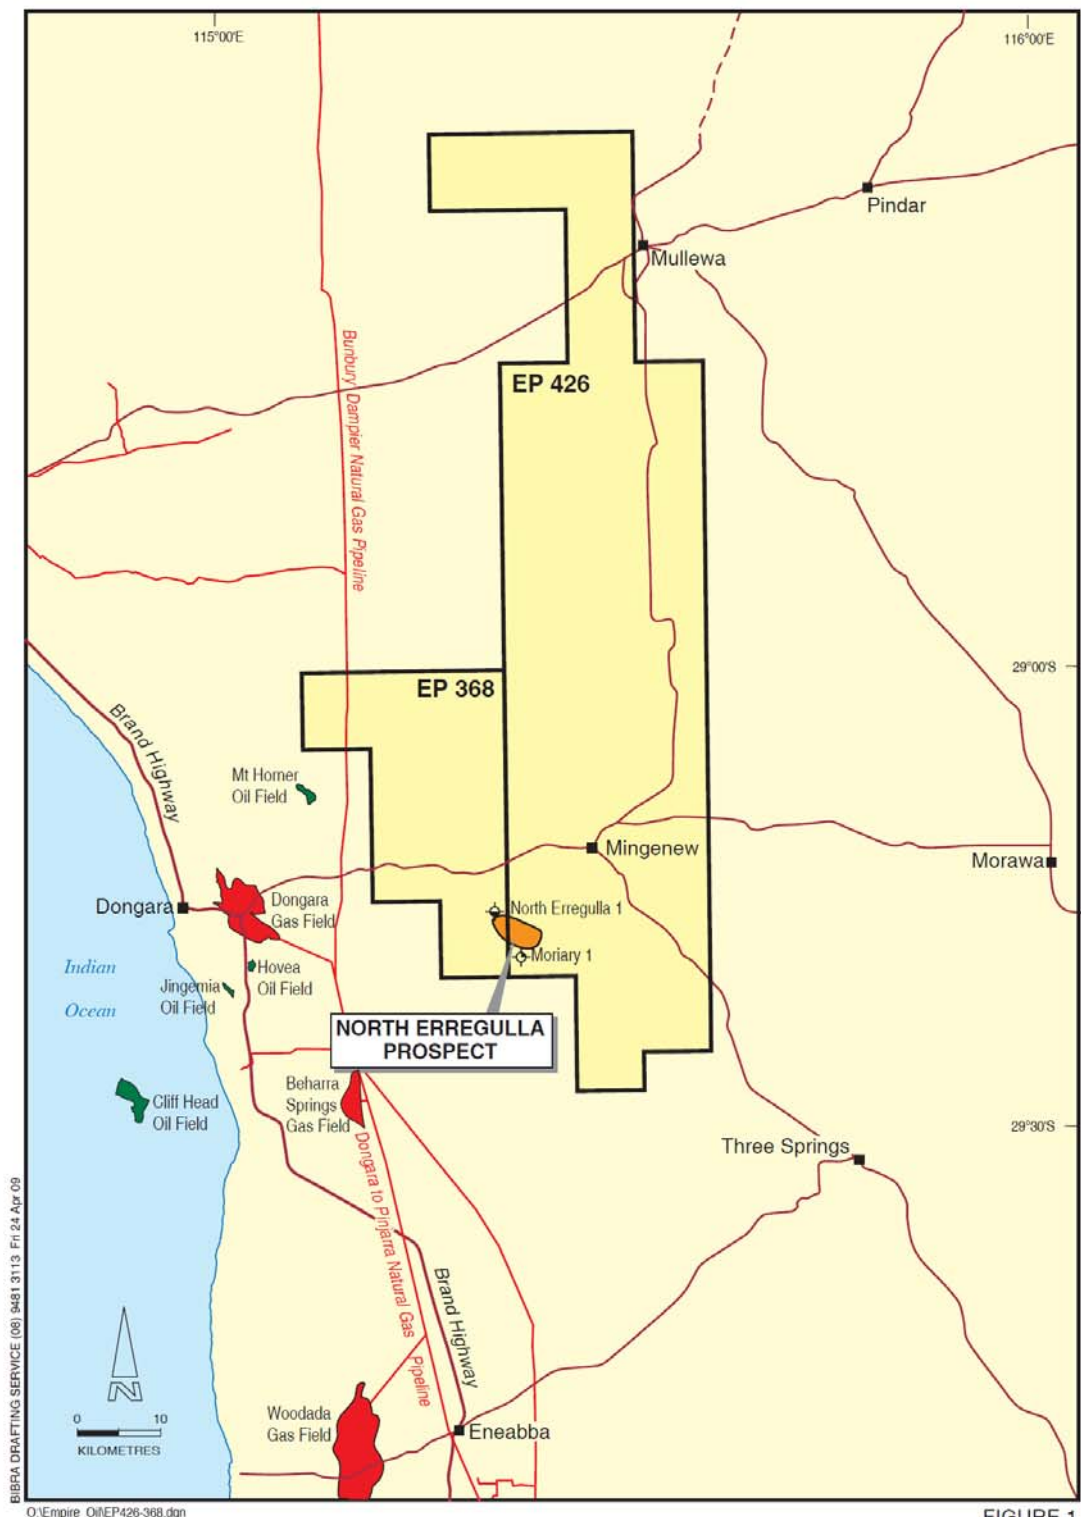 115°00'E
116°00'E
Pindar
Mullewa
Bunbury Dampier Natural Gas Pipeline
EP 426
29°00'S
EP 368
Brand Highway
Mt Horner
Oil Field
Mingenew
Morawa
Dongara
Dongara
Gas Field
North Erregulla 1
Moriary 1
Indian
Ocean
Hovea
Oil Field
Jingemia
Oil Field
NORTH ERREGULLA
PROSPECT
Beharra
Springs
Gas Field
Cliff Head
Oil Field
29°30'S
Three Springs
Dongara to Pinjarra Natural Gas Pipeline
Brand Highway
N
0 10
KILOMETRES
Woodada
Gas Field
Eneabba
BIBRA DRAFTING SERVICE (08) 9481 3113 Fri 24 Apr 09
O:\Empire_Oil\EP426-368.dgn
FIGURE 1